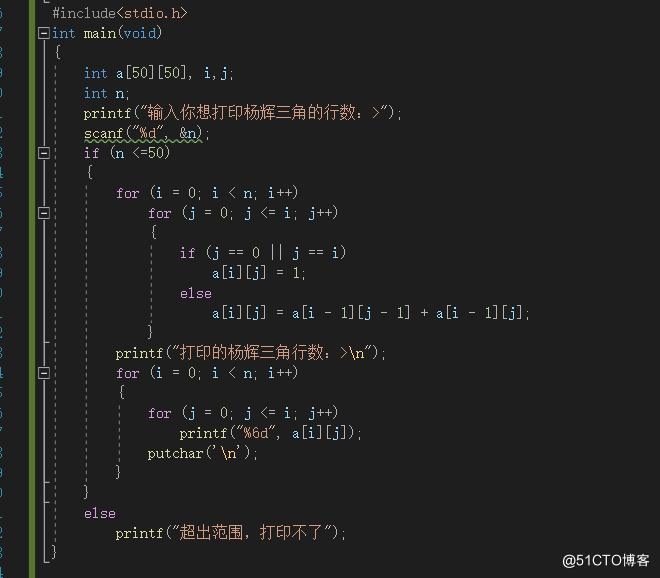 #include<stdio.h>
int main(void)
{
int a[50][50], i,j;
int n;
printf("输入你想打印杨辉三角的行数：>");
scanf("%d", &n);
if (n <=50)
{
for (i = 0; i < n; i++)
for (j = 0; j <= i; j++)
{
if (j == 0 || j == i)
a[i][j] = 1;
else
a[i][j] = a[i - 1][j - 1] + a[i - 1][j];
}
printf("打印的杨辉三角行数：>\n");
for (i = 0; i < n; i++)
{
for (j = 0; j <= i; j++)
printf("%6d", a[i][j]);
putchar('\n');
}
}
else
printf("超出范围，打印不了");
}
@51CTO博客